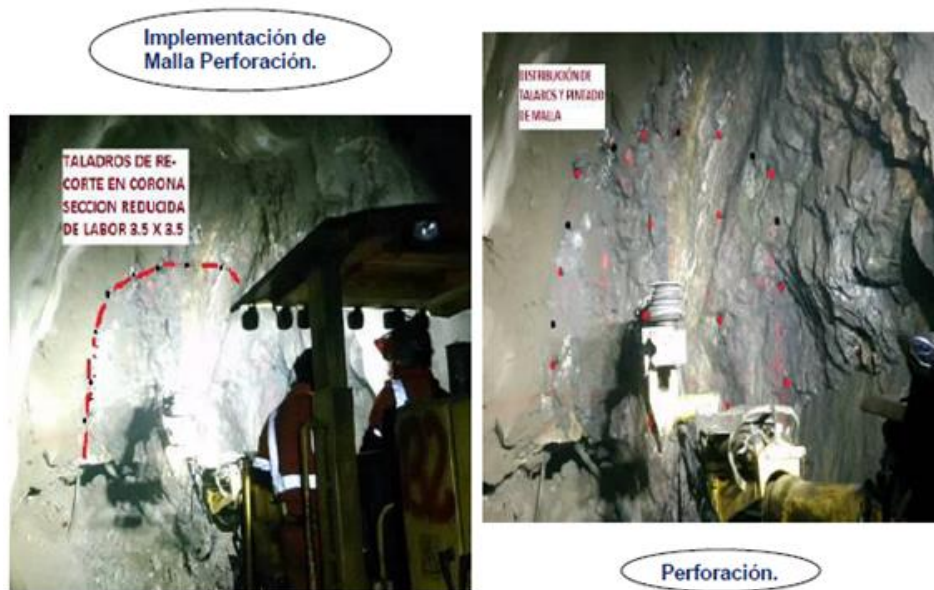 Implementación de
Malla Perforación.
TALADROS DE RE-
CORTE EN CORONA
SECCION REDUCIDA
DE LABOR 3.5 X 3.5
DISTRIBUCIÓN DE
TALAROS Y PINTADO
DE MALLA
Perforación.